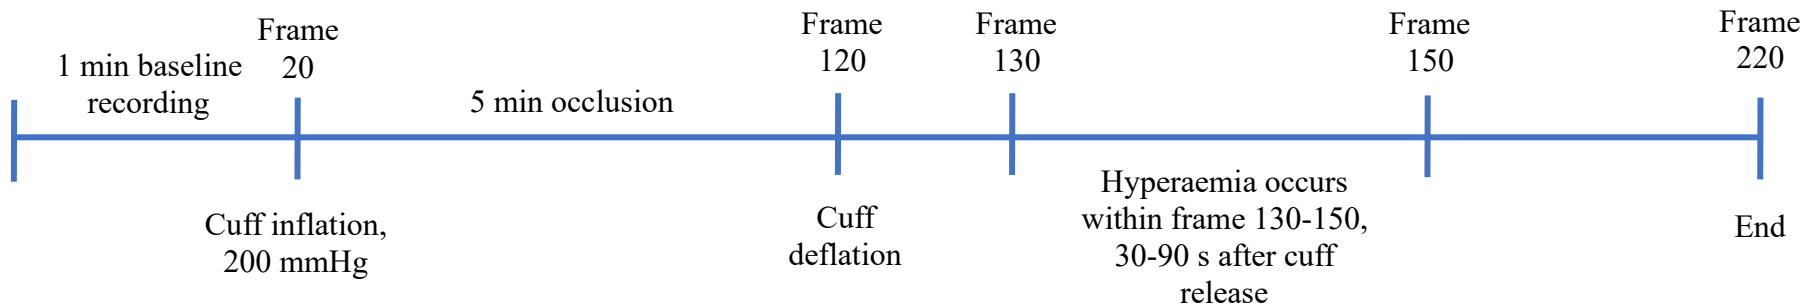 1 min baseline
recording
Frame
20
5 min occlusion
Frame
120
Frame
130
Frame
150
Frame
220
Cuff inflation,
200 mmHg
Cuff
deflation
Hyperaemia occurs
within frame 130-150,
30-90 s after cuff
release
End